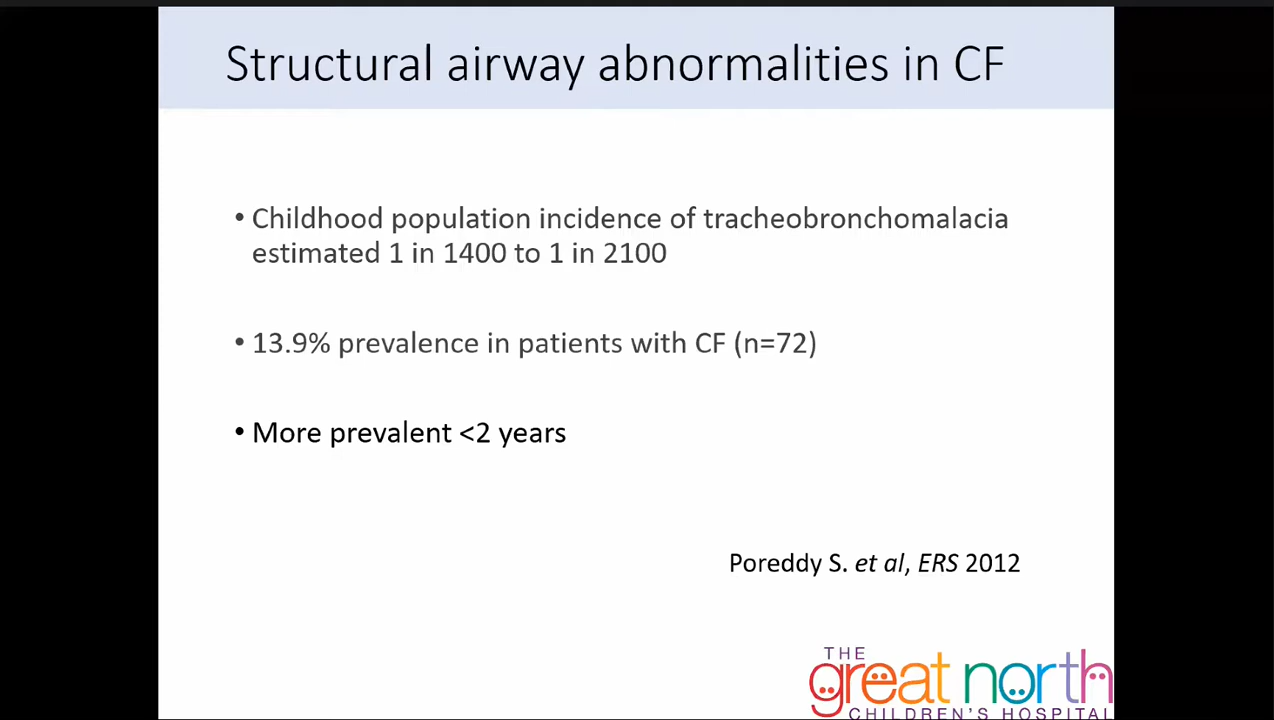 Structural airway abnormalities in CF
• Childhood population incidence of tracheobronchomalacia
estimated 1 in 1400 to 1 in 2100
• 13.9% prevalence in patients with CF (n=72)
• More prevalent <2 years
Poreddy S. et al, ERS 2012
THE
great north
CHILDREN'S HOSPITAL